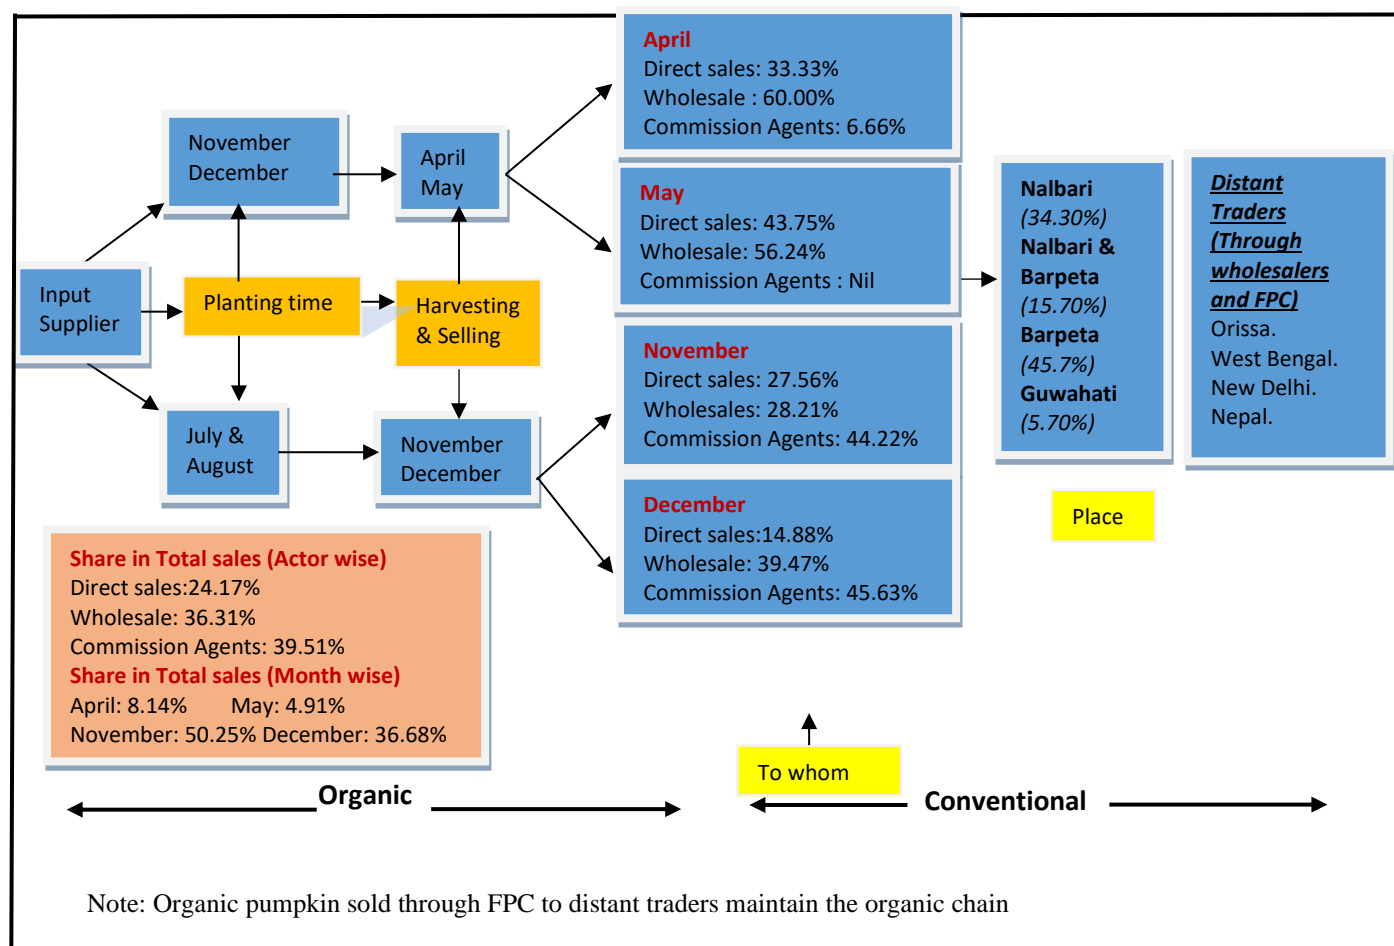 Input
Supplier
November
December
Planting time
July &
August
April
May
Harvesting
& Selling
November
December
April
Direct sales: 33.33%
Wholesale : 60.00%
Commission Agents: 6.66%
May
Direct sales: 43.75%
Wholesale: 56.24%
Commission Agents : Nil
November
Direct sales: 27.56%
Wholesales: 28.21%
Commission Agents: 44.22%
December
Direct sales:14.88%
Wholesale: 39.47%
Commission Agents: 45.63%
Nalbari
(34.30%)
Nalbari &
Barpeta
(15.70%)
Barpeta
(45.7%)
Guwahati
(5.70%)
Distant
Traders
(Through
wholesalers
and FPC)
Orissa.
West Bengal.
New Delhi.
Nepal.
Place
Share in Total sales (Actor wise)
Direct sales:24.17%
Wholesale: 36.31%
Commission Agents: 39.51%
Share in Total sales (Month wise)
April: 8.14% May: 4.91%
November: 50.25% December: 36.68%
To whom
Organic
Conventional
Note: Organic pumpkin sold through FPC to distant traders maintain the organic chain